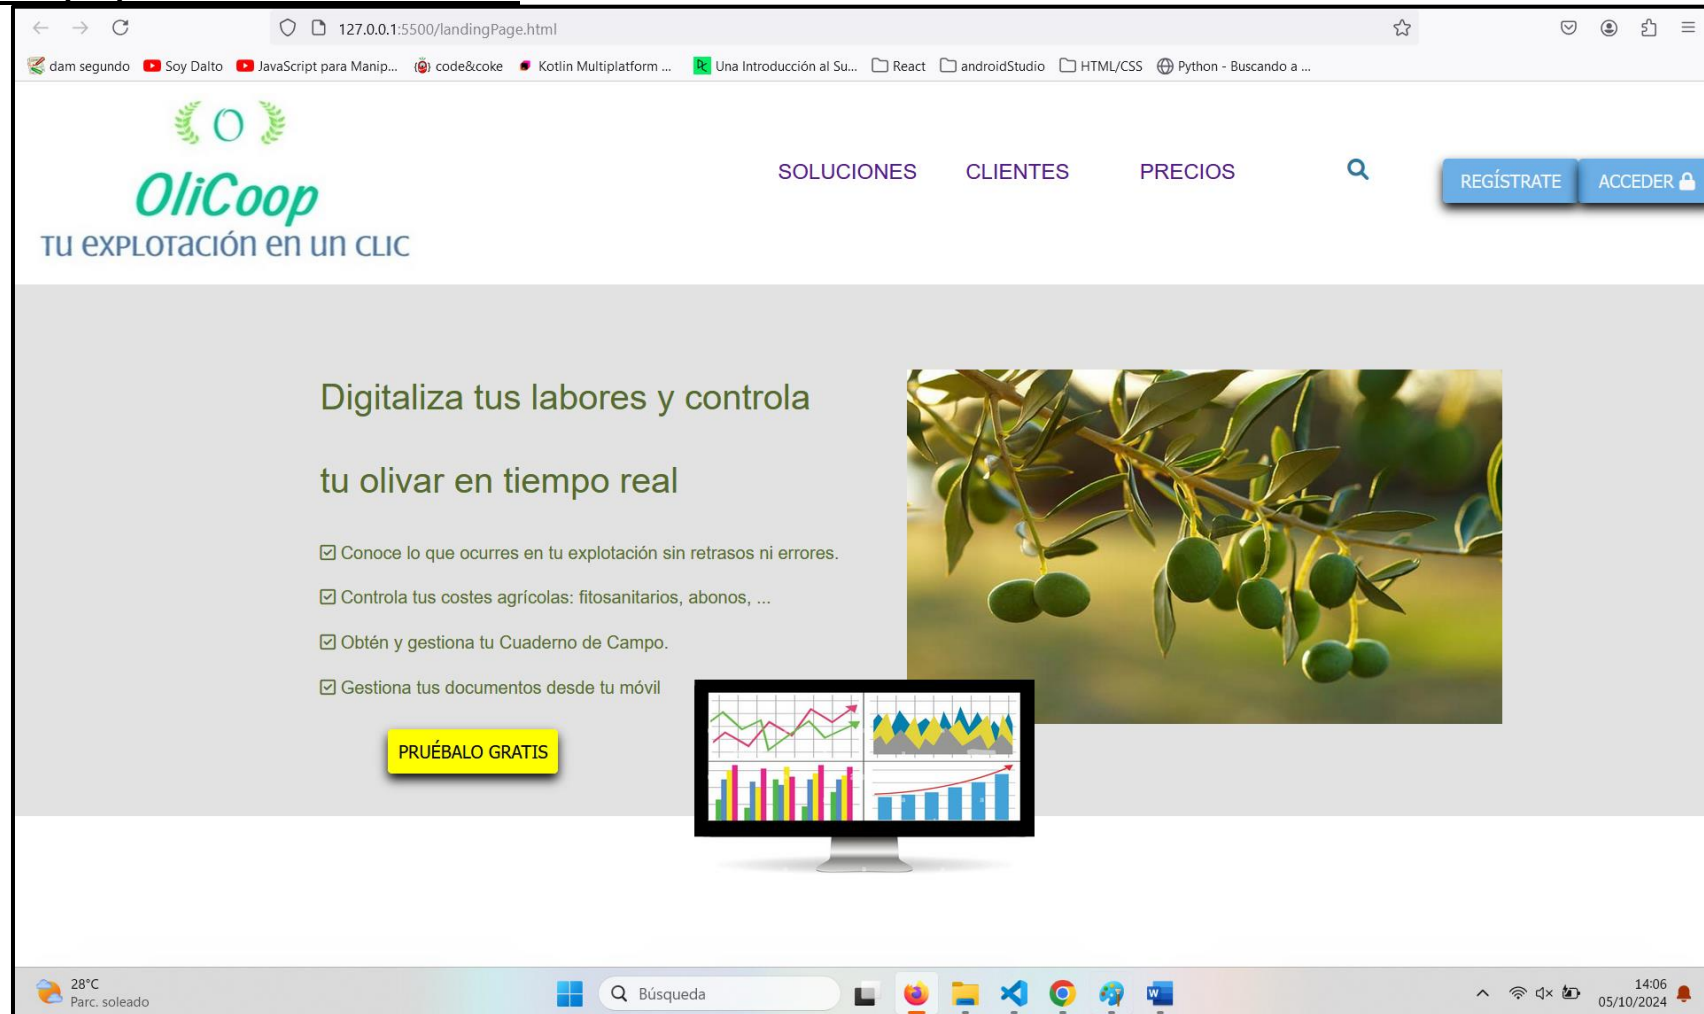 127.0.0.1:5500/landingPage.html
dam segundo Soy Dalto JavaScript para Manip... code&coke Kotlin Multiplatform ... Una Introducción al Su... React androidStudio HTML/CSS Python - Buscando a ...
O
OliCoop
TU EXPLOTACIÓN EN UN CLIC
SOLUCIONES CLIENTES PRECIOS REGÍSTRATE ACCEDER
Digitaliza tus labores y controla
tu olivar en tiempo real
Conoce lo que ocurres en tu explotación sin retrasos ni errores.
Controla tus costes agrícolas: fitosanitarios, abonos, ...
Obtén y gestiona tu Cuaderno de Campo.
Gestiona tus documentos desde tu móvil
PRUÉBALO GRATIS
28°C
Parc. soleado
Búsqueda
14:06
05/10/2024